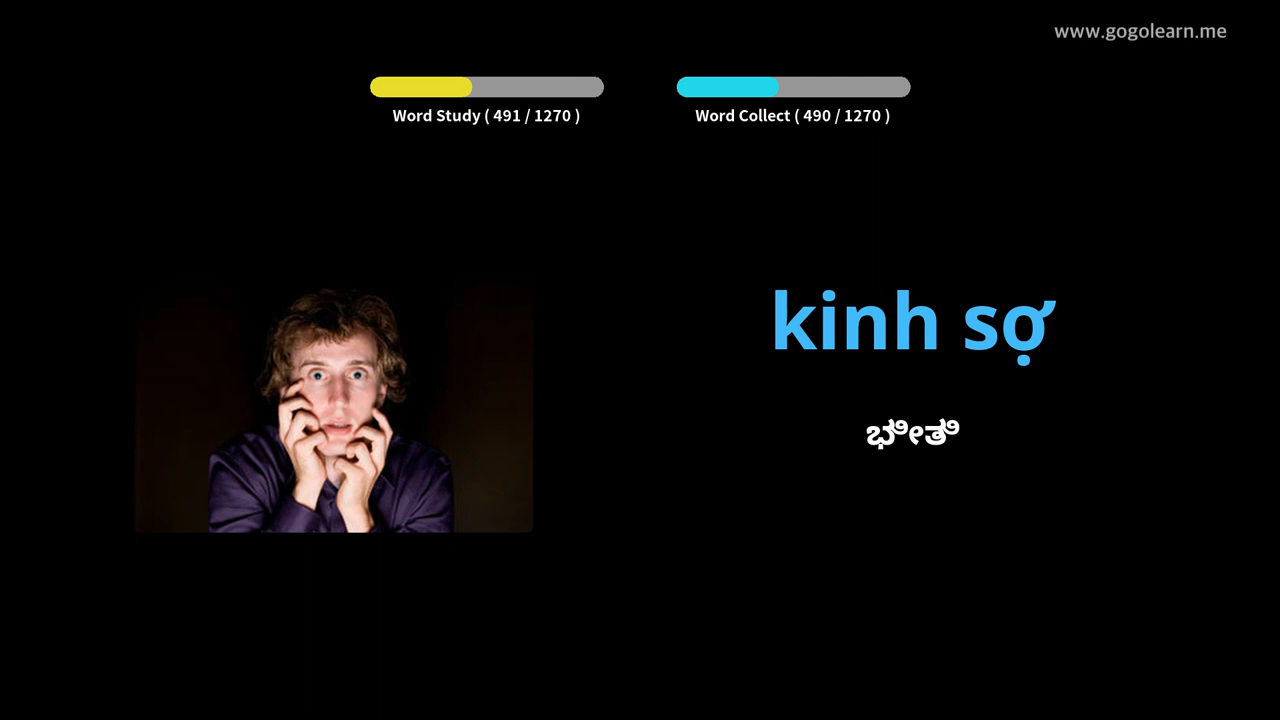 www.gogolearn.me
Word Study ( 491 / 1270 )
Word Collect ( 490 / 1270 )
kinh sợ
ಭೀತಿ